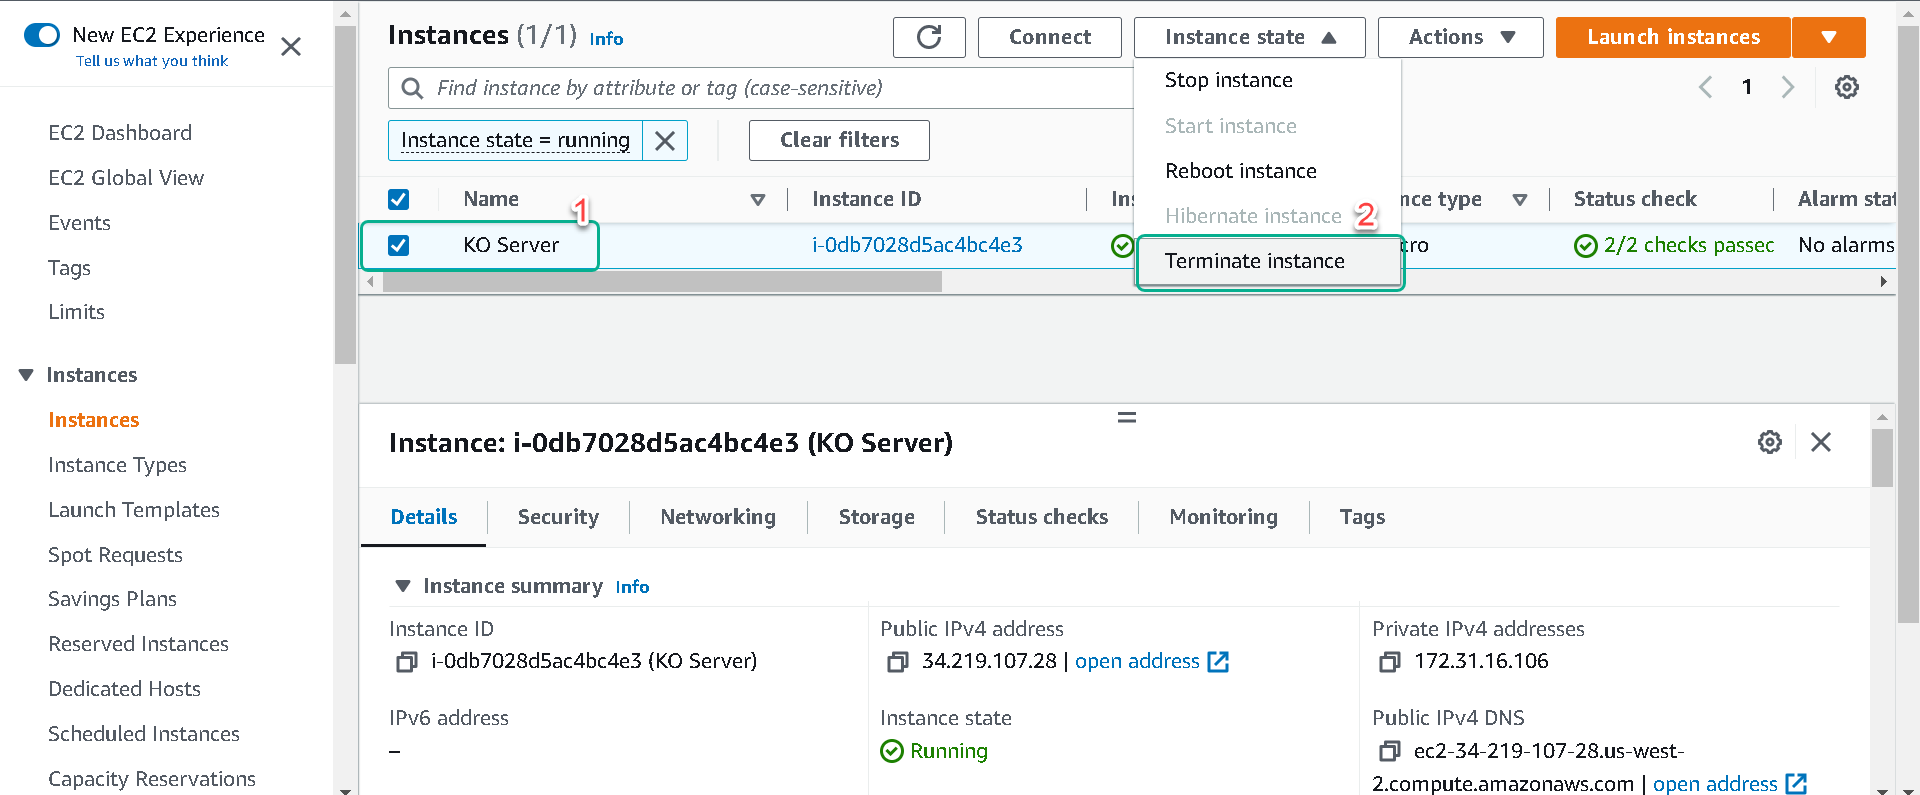 New EC2 Experience
Tell us what you think
EC2 Dashboard
EC2 Global View
Events
Tags
Limits
Instances
Instances
Instance Types
Launch Templates
Spot Requests
Savings Plans
Reserved Instances
Dedicated Hosts
Scheduled Instances
Capacity Reservations
Instances (1/1) Info
Connect
Instance state
Actions
Launch instances
Find instance by attribute or tag (case-sensitive)
1
Instance state = running
Clear filters
Stop instance
Start instance
Reboot instance
Hibernate instance
Terminate instance
2
Name
Instance ID
Ins
nce type
Status check
Alarm stat
1
KO Server
i-0db7028d5ac4bc4e3
cro
2/2 checks passec
No alarms
Instance: i-0db7028d5ac4bc4e3 (KO Server)
Details
Security
Networking
Storage
Status checks
Monitoring
Tags
Instance summary Info
Instance ID
i-0db7028d5ac4bc4e3 (KO Server)
Public IPv4 address
34.219.107.28 | open address
Private IPv4 addresses
172.31.16.106
IPv6 address
–
Instance state
Running
Public IPv4 DNS
ec2-34-219-107-28.us-west-
2.compute.amazonaws.com | open address